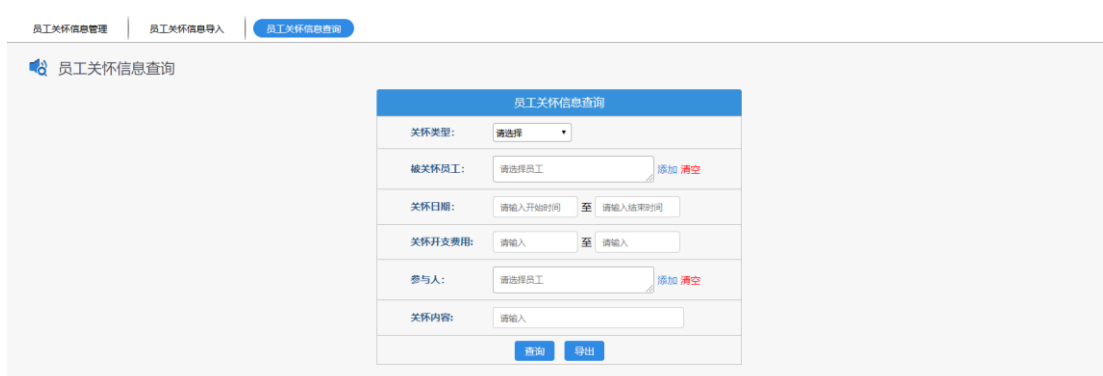 员工关怀信息管理 员工关怀信息导入 员工关怀信息查询
员工关怀信息查询
员工关怀信息查询
关怀类型: 请选择
被关怀员工: 请选择员工 添加 清空
关怀日期: 请输入开始时间 至 请输入结束时间
关怀开支费用: 请输入 至 请输入
参与人: 请选择员工 添加 清空
关怀内容: 请输入
查询 导出